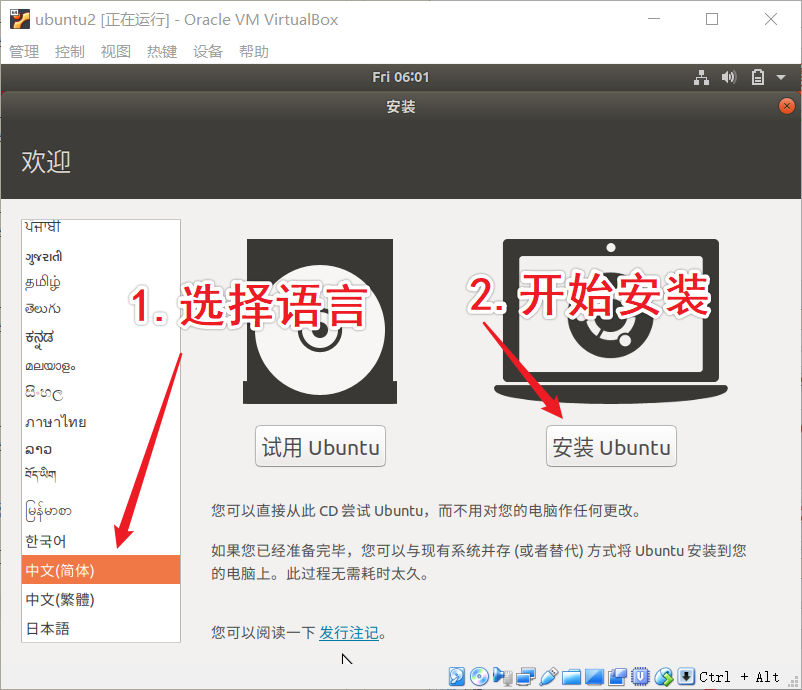 ubuntu2 [正在运行] - Oracle VM VirtualBox
管理 控制 视图 热键 设备 帮助
Fri 06:01
安装
欢迎
ਪੰਜਾਬੀ
ગુજરાતી
தமிழ்
తెలుగు
ಕನ್ನಡ
മലയാളം
සිංහල
ภาษาไทย
ລາວ
བོད་ཡིག
မြန်မာစာ
한국어
中文(简体)
中文(繁體)
日本語
1. 选择语言
2. 开始安装
试用 Ubuntu
安装 Ubuntu
您可以直接从此 CD 尝试 Ubuntu，而不用对您的电脑作任何更改。
如果您已经准备完毕，您可以与现有系统并存 (或者替代) 方式将 Ubuntu 安装到您
的电脑上。此过程无需耗时太久。
您可以阅读一下 发行注记。
Ctrl + Alt